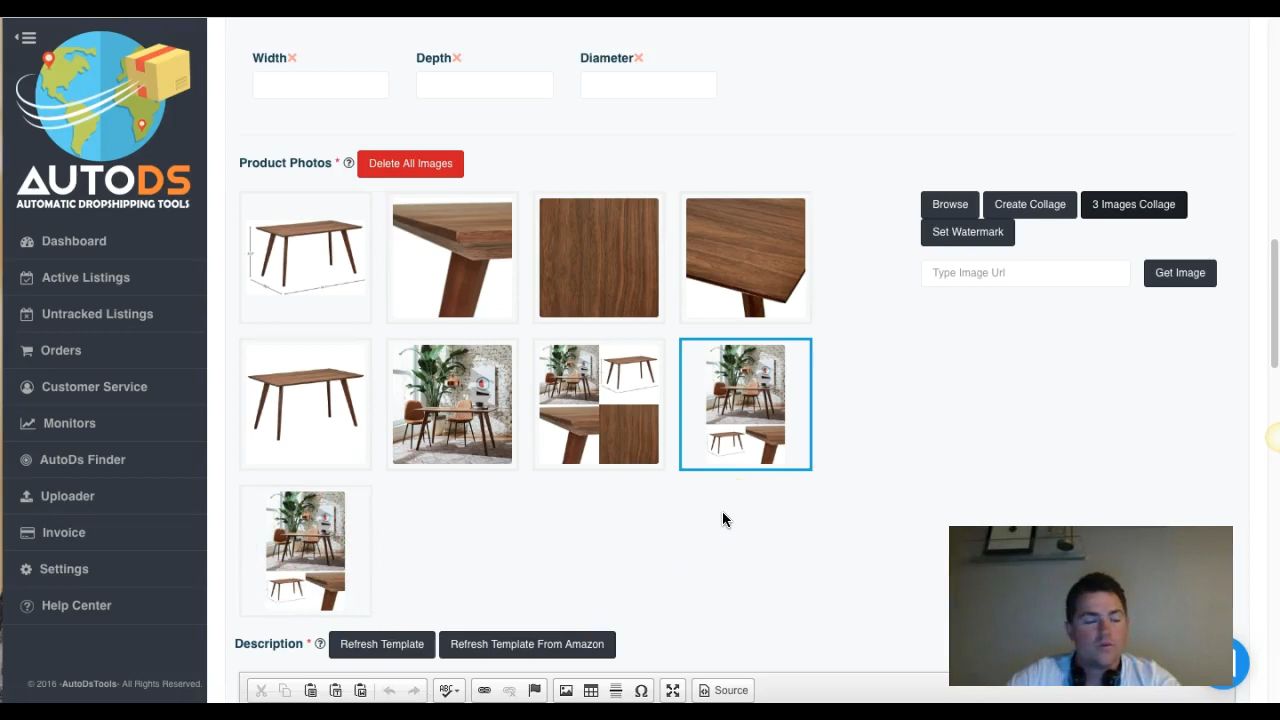 AUTODS
AUTOMATIC DROPSHIPPING TOOLS
Dashboard
Active Listings
Untracked Listings
Orders
Customer Service
Monitors
AutoDs Finder
Uploader
Invoice
Settings
Help Center
© 2016 -AutoDsTools- All Rights Reserved.
Width Depth Diameter
Product Photos * Delete All Images
Browse Create Collage 3 Images Collage
Set Watermark
Type Image Url Get Image
Description * Refresh Template Refresh Template From Amazon
ABC Source